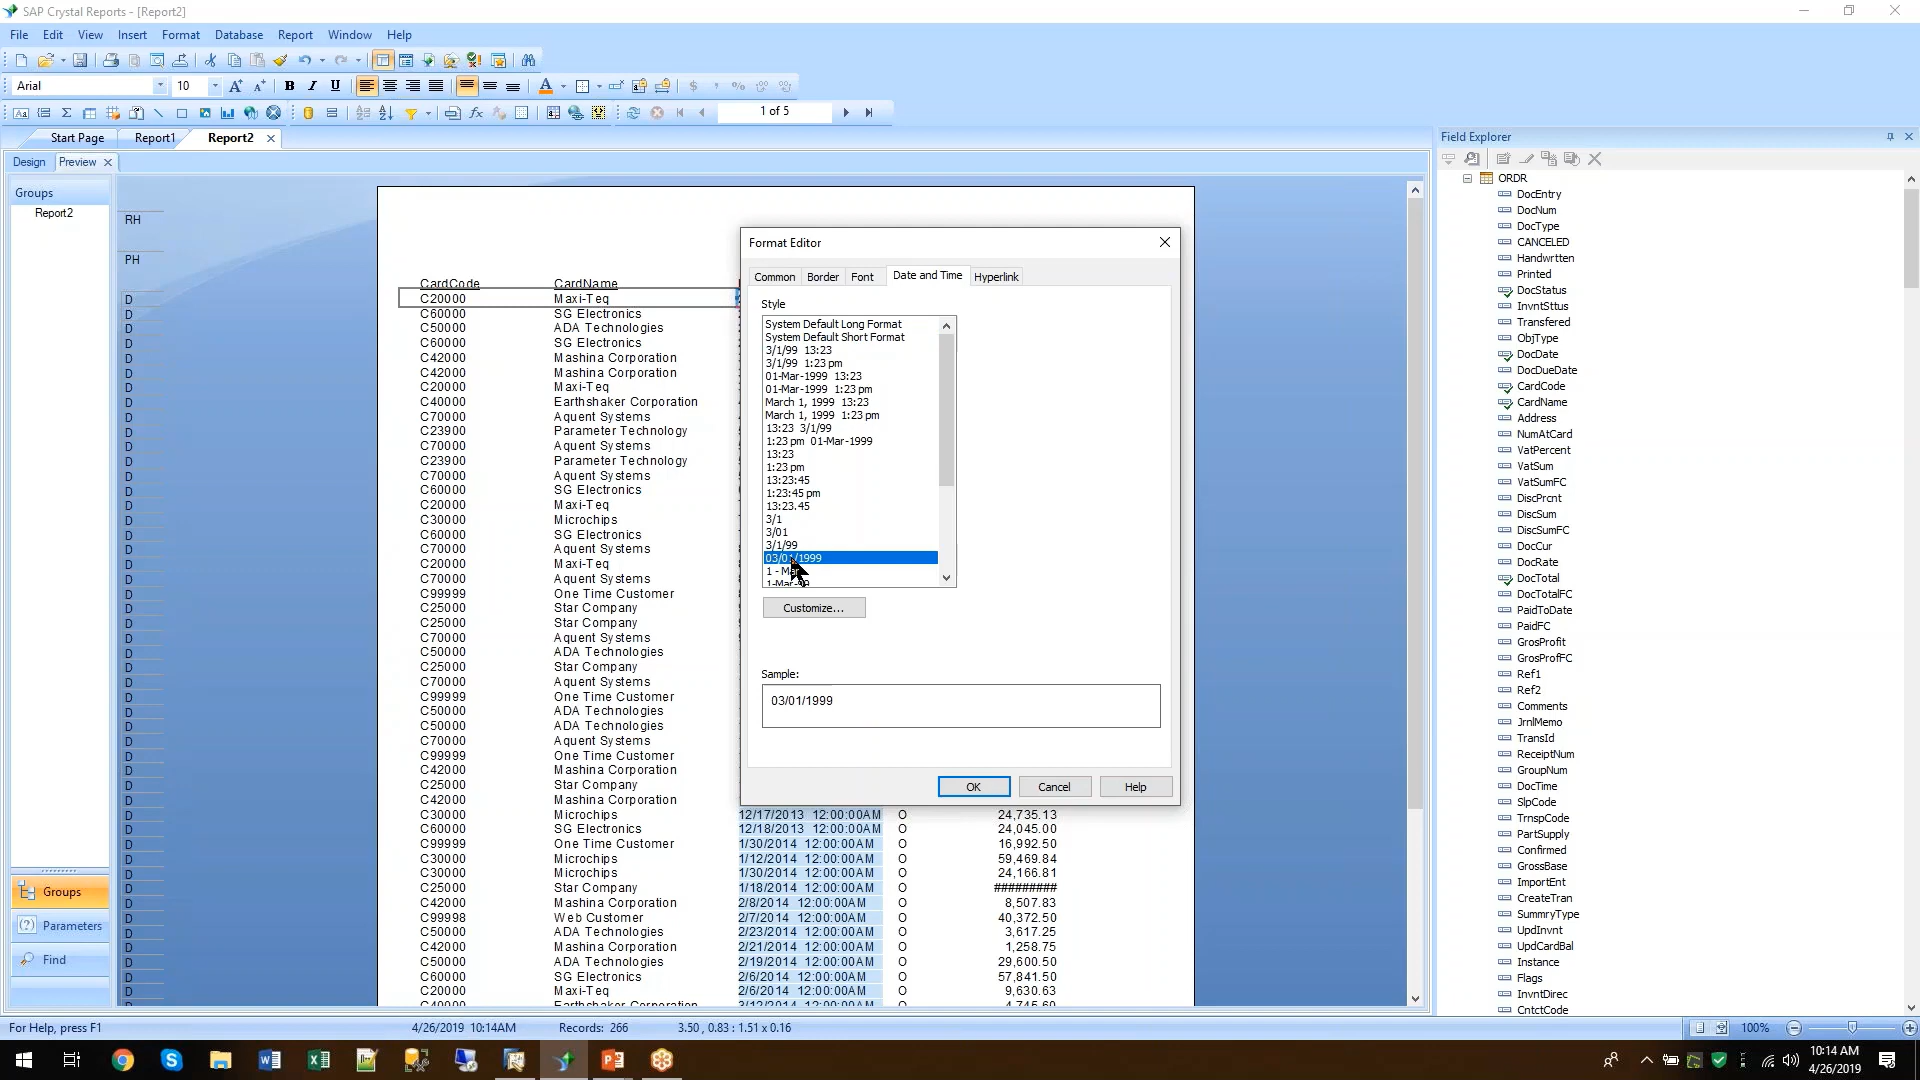 SAP Crystal Reports - [Report2]
File Edit View Insert Format Database Report Window Help
Arial 10
1 of 5
Start Page Report1 Report2
Design Preview
Groups
Report2
RH
PH
CardCode CardName
D C20000 Maxi-Teq
D C60000 SG Electronics
D C50000 ADA Technologies
D C60000 SG Electronics
D C42000 Mashina Corporation
D C42000 Mashina Corporation
D C20000 Maxi-Teq
D C40000 Earthshaker Corporation
D C70000 Aquent Systems
D C23900 Parameter Technology
D C70000 Aquent Systems
D C23900 Parameter Technology
D C70000 Aquent Systems
D C60000 SG Electronics
D C20000 Maxi-Teq
D C30000 Microchips
D C60000 SG Electronics
D C70000 Aquent Systems
D C20000 Maxi-Teq
D C70000 Aquent Systems
D C99999 One Time Customer
D C25000 Star Company
D C25000 Star Company
D C70000 Aquent Systems
D C50000 ADA Technologies
D C25000 Star Company
D C70000 Aquent Systems
D C99999 One Time Customer
D C50000 ADA Technologies
D C50000 ADA Technologies
D C70000 Aquent Systems
D C99999 One Time Customer
D C42000 Mashina Corporation
D C25000 Star Company
D C42000 Mashina Corporation
D C30000 Microchips 12/17/2013 12:00:00AM O 24,735.13
D C60000 SG Electronics 12/18/2013 12:00:00AM O 24,045.00
D C99999 One Time Customer 1/30/2014 12:00:00AM O 16,992.50
D C30000 Microchips 1/12/2014 12:00:00AM O 59,469.84
D C30000 Microchips 1/30/2014 12:00:00AM O 24,166.81
D C25000 Star Company 1/18/2014 12:00:00AM O #########
D C42000 Mashina Corporation 2/8/2014 12:00:00AM O 8,507.83
D C99998 Web Customer 2/7/2014 12:00:00AM O 40,372.50
D C50000 ADA Technologies 2/23/2014 12:00:00AM O 3,617.25
D C42000 Mashina Corporation 2/21/2014 12:00:00AM O 1,258.75
D C50000 ADA Technologies 2/19/2014 12:00:00AM O 29,600.50
D C60000 SG Electronics 2/6/2014 12:00:00AM O 57,841.50
D C20000 Maxi-Teq 2/6/2014 12:00:00AM O 9,630.63
D C40000 Earthshaker Corporation 3/12/2014 12:00:00AM O 4,745.60
Groups
Parameters
Find
Format Editor
Common Border Font Date and Time Hyperlink
Style
System Default Long Format
System Default Short Format
3/1/99 13:23
3/1/99 1:23 pm
01-Mar-1999 13:23
01-Mar-1999 1:23 pm
March 1, 1999 13:23
March 1, 1999 1:23 pm
13:23 3/1/99
1:23 pm 01-Mar-1999
13:23
1:23 pm
13:23:45
1:23:45 pm
13:23.45
3/1
3/01
3/1/99
03/01/1999
1 - Mar
1-Mar-99
Customize...
Sample:
03/01/1999
OK Cancel Help
Field Explorer
ORDR
DocEntry
DocNum
DocType
CANCELED
Handwrtten
Printed
DocStatus
InvntSttus
Transfered
ObjType
DocDate
DocDueDate
CardCode
CardName
Address
NumAtCard
VatPercent
VatSum
VatSumFC
DiscPrcnt
DiscSum
DiscSumFC
DocCur
DocRate
DocTotal
DocTotalFC
PaidToDate
PaidFC
GrosProfit
GrosProfFC
Ref1
Ref2
Comments
JrnlMemo
TransId
ReceiptNum
GroupNum
DocTime
SlpCode
TrnspCode
PartSupply
Confirmed
GrossBase
ImportEnt
CreateTran
SummryType
UpdInvnt
UpdCardBal
Instance
Flags
InvntDirec
CntctCode
For Help, press F1 4/26/2019 10:14AM Records: 266 3.50 , 0.83 : 1.51 x 0.16 100%
10:14 AM
4/26/2019